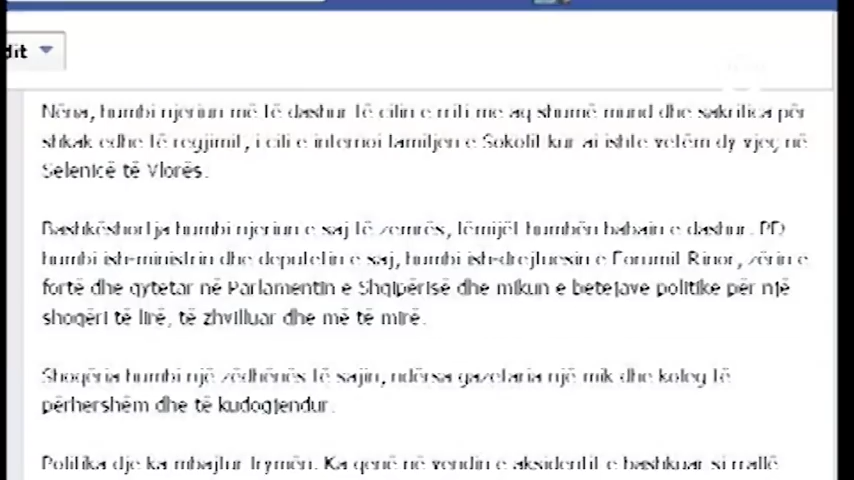 dit
Nëna, humbi njeriun më të dashur të cilin e rriti me aq shumë mund dhe sakrifica për
shkak edhe të regjimit, i cili e internoi familjen e Sokolit kur ai ishte vetëm dy vjeç në
Selenicë të Vlorës.
Bashkëshortja humbi njeriun e saj të zemrës, fëmijët humbën babain e dashur. PD
humbi ish-ministrin dhe deputetin e saj, humbi ish-drejtuesin e Forumit Rinor, zërin e
fortë dhe qytetar në Parlamentin e Shqipërisë dhe mikun e betejave politike për një
shoqëri të lirë, të zhvilluar dhe më të mirë.
Shoqëria humbi një zëdhënës të sajin, ndërsa gazetaria një mik dhe koleg të
përhershëm dhe të kudogjendur.
Politika dje ka mbajtur frymën. Ka qenë në vendin e aksidentit e bashkuar si rrallë